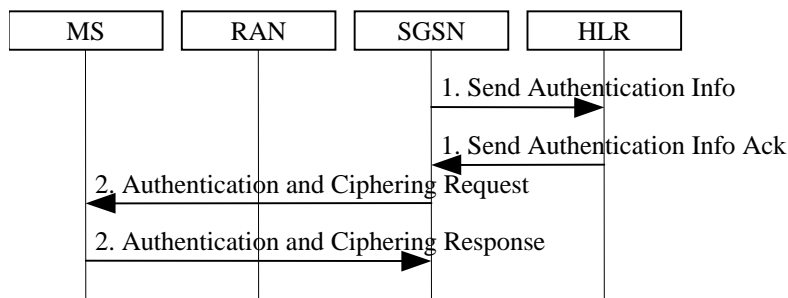 MS RAN SGSN HLR
1. Send Authentication Info
1. Send Authentication Info Ack
2. Authentication and Ciphering Request
2. Authentication and Ciphering Response